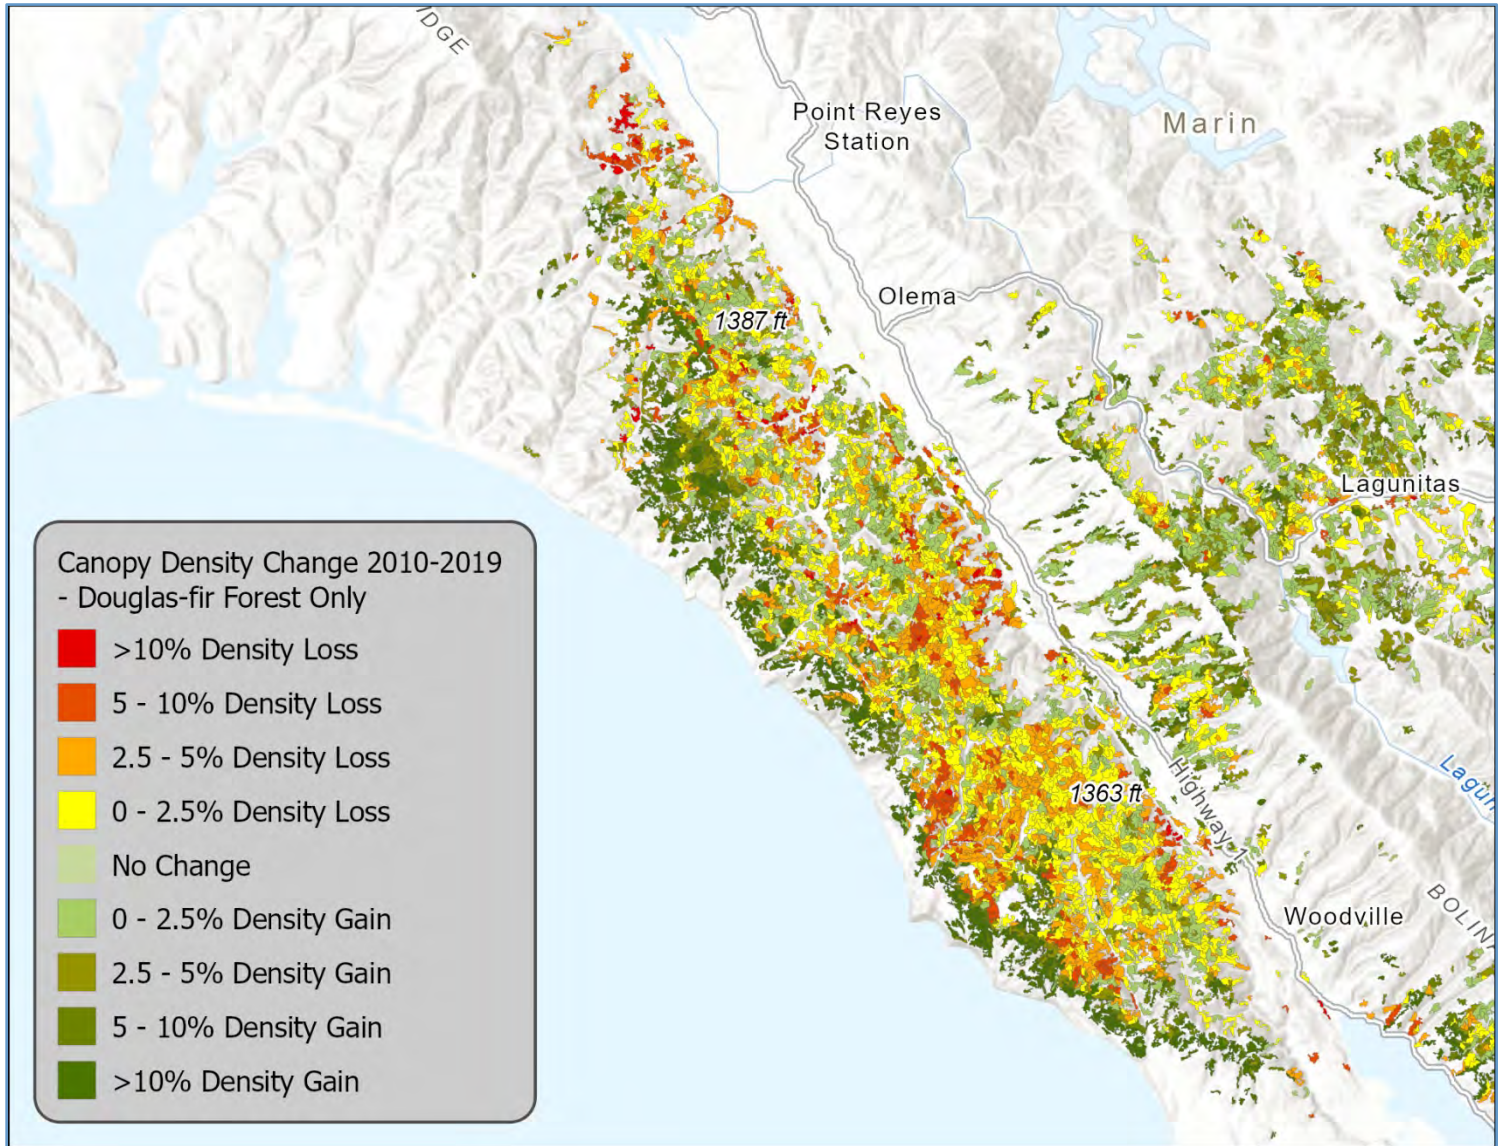 IDGE
Point Reyes
Station
Marin
Olema
1387 ft
Lagunitas
Canopy Density Change 2010-2019
- Douglas-fir Forest Only
>10% Density Loss
5 - 10% Density Loss
2.5 - 5% Density Loss
0 - 2.5% Density Loss
No Change
0 - 2.5% Density Gain
2.5 - 5% Density Gain
5 - 10% Density Gain
>10% Density Gain
Lagun
Highway 1
1363 ft
Woodville
BOLINA